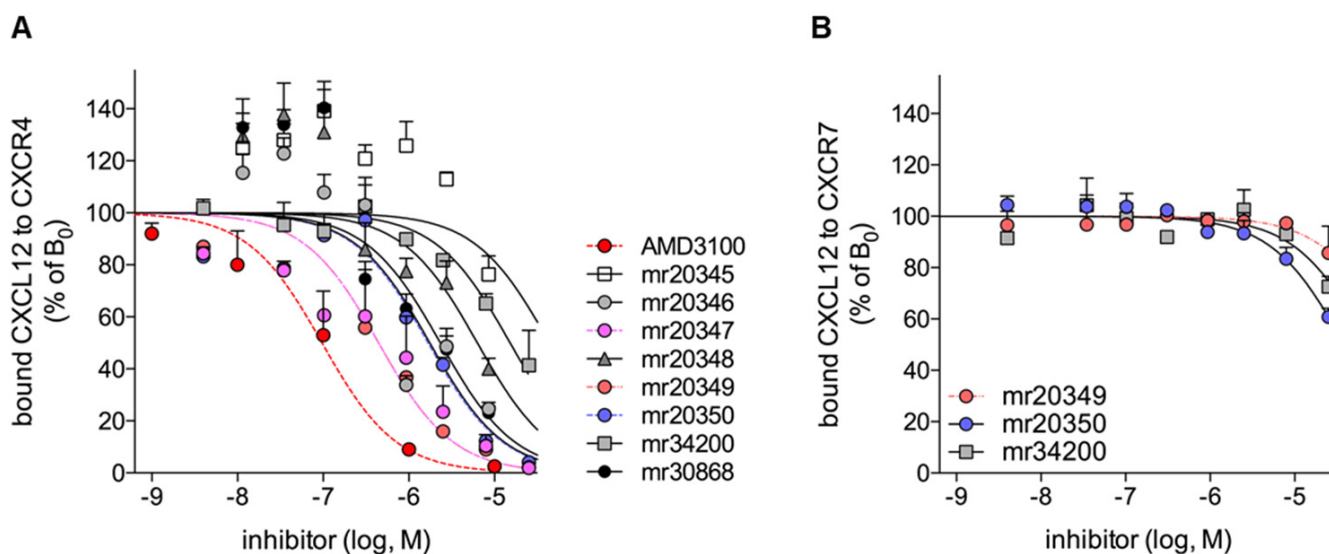 A
bound CXCL12 to CXCR4
(% of B₀)
140
120
100
80
60
40
20
0
-9
-8
-7
-6
-5
inhibitor (log, M)
AMD3100
mr20345
mr20346
mr20347
mr20348
mr20349
mr20350
mr34200
mr30868
B
bound CXCL12 to CXCR7
(% of B₀)
140
120
100
80
60
40
20
0
-9
-8
-7
-6
-5
inhibitor (log, M)
mr20349
mr20350
mr34200